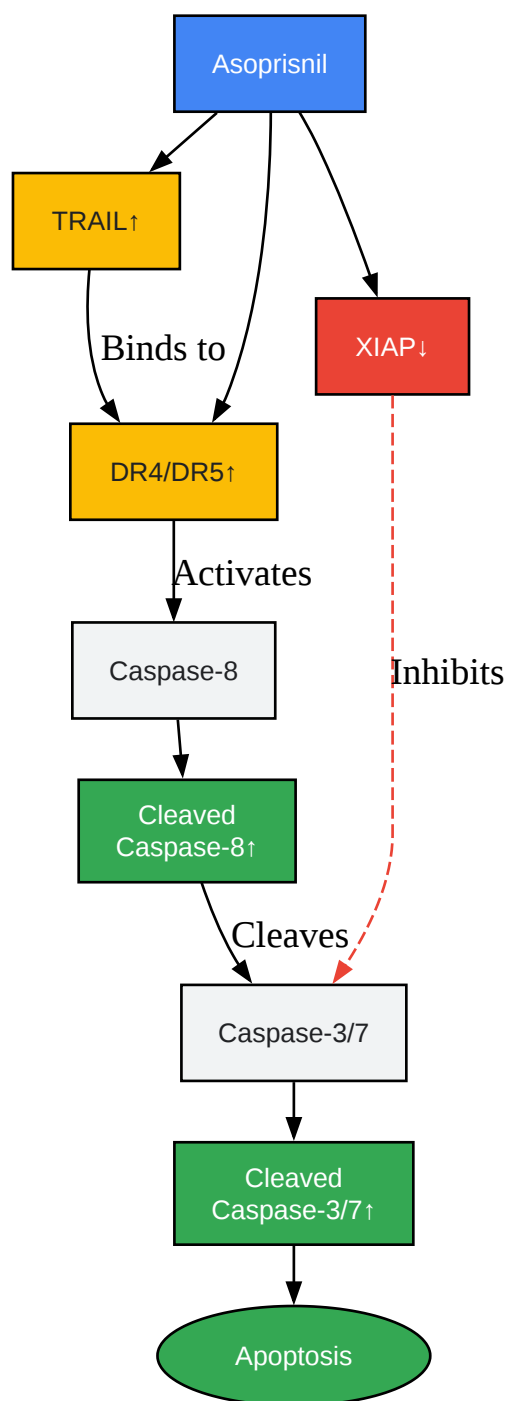 Asoprisnil
TRAIL↑
Binds to
XIAP↓
DR4/DR5↑
Activates
Caspase-8
Inhibits
Cleaved
Caspase-8↑
Cleaves
Caspase-3/7
Cleaved
Caspase-3/7↑
Apoptosis